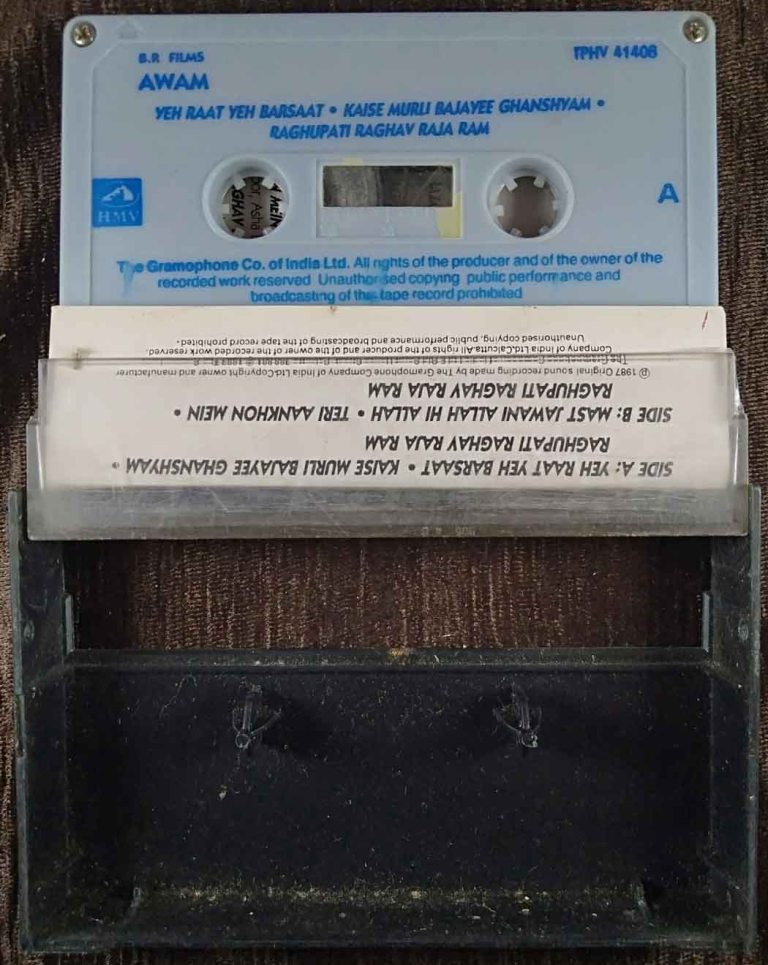 B.R FILMS
TPHV 41408
AWAM
YEH RAAT YEH BARSAAT • KAISE MURLI BAJAYEE GHANSHYAM •
RAGHUPATI RAGHAV RAJA RAM
HMV
A
The Gramophone Co. of India Ltd. All rights of the producer and of the owner of the
recorded work reserved Unauthorised copying public performance and
broadcasting of the tape record prohibited
SIDE A: YEH RAAT YEH BARSAAT • KAISE MURLI BAJAYEE GHANSHYAM •
RAGHUPATI RAGHAV RAJA RAM
SIDE B: MAST JAWANI ALLAH HI ALLAH • TERI AANKHON MEIN •
RAGHUPATI RAGHAV RAJA RAM
℗ 1987 Original sound recording made by The Gramophone Company of India Ltd.Copyright owner and manufacturer
Company of India Ltd.Calcutta.All rights of the producer and of the owner of the recorded work reserved.
Unauthorised copying, public performance and broadcasting of the tape record prohibited.